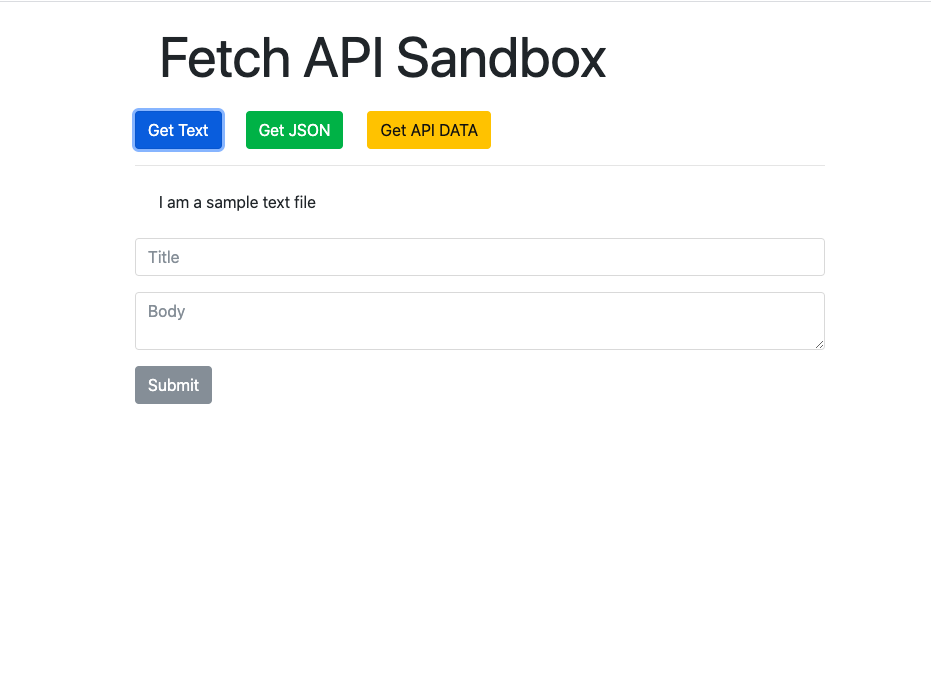 Fetch API Sandbox
Get Text Get JSON Get API DATA
I am a sample text file
Title
Body
Submit